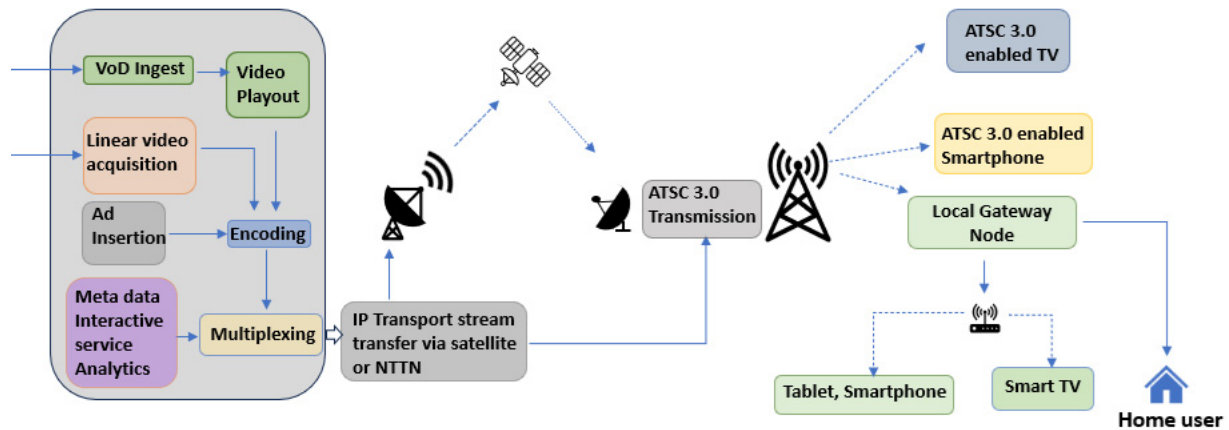 VoD Ingest
Video
Playout
Linear video
acquisition
Ad
Insertion
Encoding
Meta data
Interactive
service
Analytics
Multiplexing
IP Transport stream
transfer via satellite
or NTTN
ATSC 3.0
Transmission
ATSC 3.0
enabled TV
ATSC 3.0 enabled
Smartphone
Local Gateway
Node
Tablet, Smartphone
Smart TV
Home user